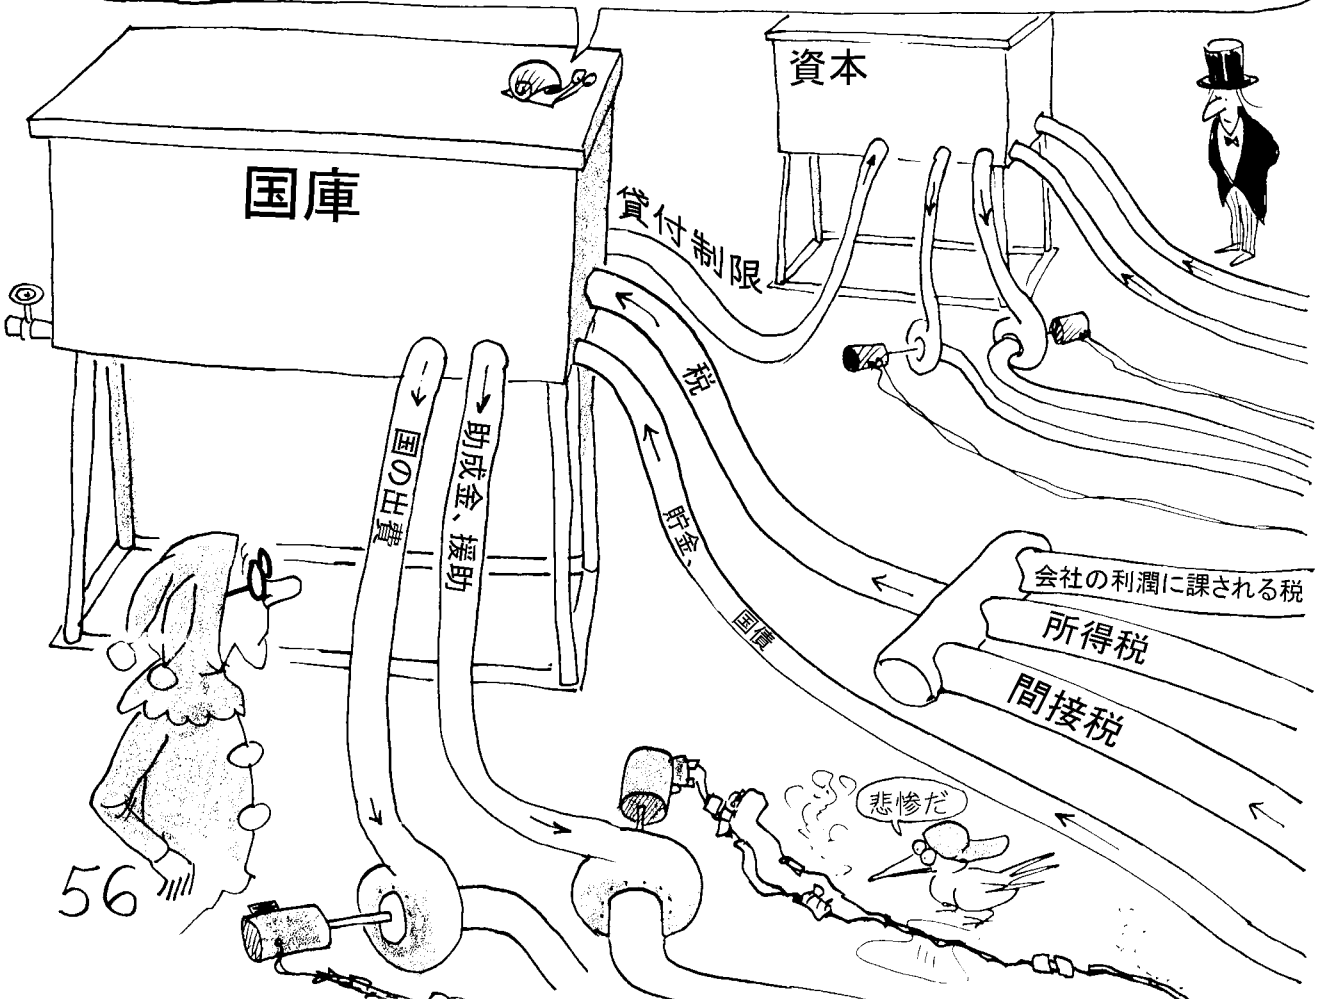 資本
国庫
貸付制限
税
国の出費
助成金、援助
貯金、
国債
会社の利潤に課される税
所得税
間接税
悲惨だ
56